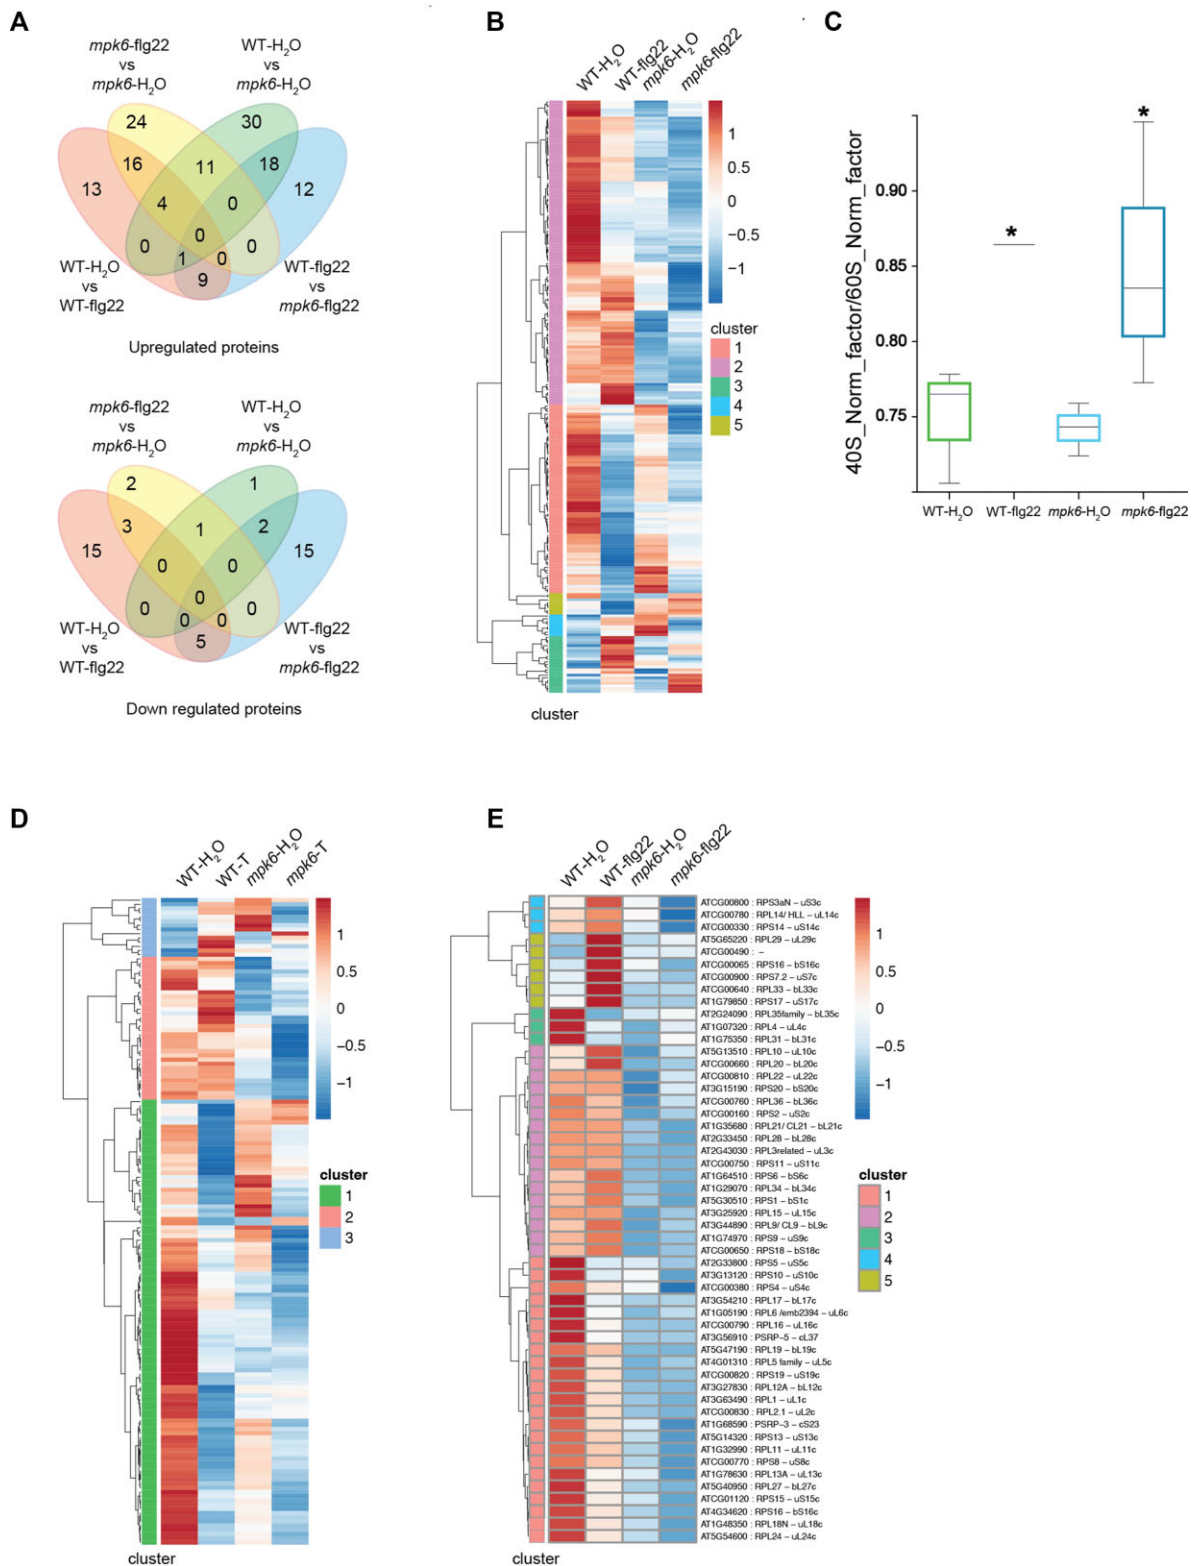 A
mpk6-flg22
vs
mpk6-H2O
WT-H2O
vs
mpk6-H2O
24
30
16
11
18
13
12
4
0
0
0
0
1
0
9
WT-H2O
vs
WT-flg22
WT-flg22
vs
mpk6-flg22
Upregulated proteins
mpk6-flg22
vs
mpk6-H2O
WT-H2O
vs
mpk6-H2O
2
1
3
1
2
15
15
0
0
0
0
0
0
0
5
WT-H2O
vs
WT-flg22
WT-flg22
vs
mpk6-flg22
Down regulated proteins
B
WT-H2O
WT-flg22
mpk6-H2O
mpk6-flg22
1
0.5
0
−0.5
−1
cluster
1
2
3
4
5
cluster
C
40S_Norm_factor/60S_Norm_factor
0.90
0.85
0.80
0.75
*
*
WT-H2O
WT-flg22
mpk6-H2O
mpk6-flg22
D
WT-H2O
WT-T
mpk6-H2O
mpk6-T
1
0.5
0
−0.5
−1
cluster
1
2
3
cluster
E
WT-H2O
WT-flg22
mpk6-H2O
mpk6-flg22
ATCG00800 : RPS3aN − uS3c
ATCG00780 : RPL14/ HLL − uL14c
ATCG00330 : RPS14 − uS14c
AT5G65220 : RPL29 − uL29c
ATCG00490 : −
ATCG00065 : RPS16 − bS16c
ATCG00900 : RPS7.2 − uS7c
ATCG00640 : RPL33 − bL33c
AT1G79850 : RPS17 − uS17c
AT2G24090 : RPL35family − bL35c
AT1G07320 : RPL4 − uL4c
AT1G75350 : RPL31 − bL31c
AT5G13510 : RPL10 − uL10c
ATCG00660 : RPL20 − bL20c
ATCG00810 : RPL22 − uL22c
AT3G15190 : RPS20 − bS20c
ATCG00760 : RPL36 − bL36c
ATCG00160 : RPS2 − uS2c
AT1G35680 : RPL21/ CL21 − bL21c
AT2G33450 : RPL28 − bL28c
AT2G43030 : RPL3related − uL3c
ATCG00750 : RPS11 − uS11c
AT1G64510 : RPS6 − bS6c
AT1G29070 : RPL34 − bL34c
AT5G30510 : RPS1 − bS1c
AT3G25920 : RPL15 − uL15c
AT3G44890 : RPL9/ CL9 − bL9c
AT1G74970 : RPS9 − uS9c
ATCG00650 : RPS18 − bS18c
AT2G33800 : RPS5 − uS5c
AT3G13120 : RPS10 − uS10c
ATCG00380 : RPS4 − uS4c
AT3G54210 : RPL17 − bL17c
AT1G05190 : RPL6 /emb2394 − uL6c
ATCG00790 : RPL16 − uL16c
AT3G56910 : PSRP−5 − cL37
AT5G47190 : RPL19 − bL19c
AT4G01310 : RPL5 family − uL5c
ATCG00820 : RPS19 − uS19c
AT3G27830 : RPL12A − bL12c
AT3G63490 : RPL1 − uL1c
ATCG00830 : RPL2.1 − uL2c
AT1G68590 : PSRP−3 − cS23
AT5G14320 : RPS13 − uS13c
AT1G32990 : RPL11 − uL11c
ATCG00770 : RPS8 − uS8c
AT1G78630 : RPL13A − uL13c
AT5G40950 : RPL27 − bL27c
ATCG01120 : RPS15 − uS15c
AT4G34620 : RPS16 − bS16c
AT1G48350 : RPL18N − uL18c
AT5G54600 : RPL24 − uL24c
1
0.5
0
−0.5
−1
cluster
1
2
3
4
5
cluster